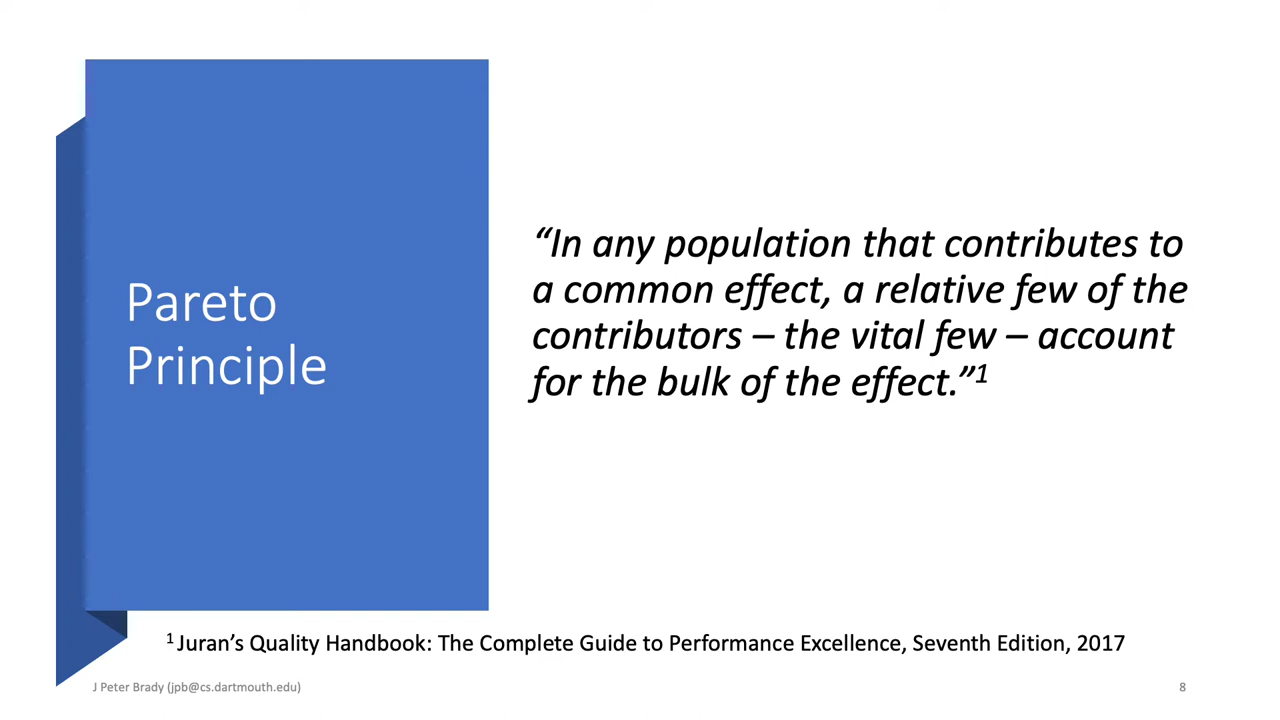 Pareto
Principle
“In any population that contributes to
a common effect, a relative few of the
contributors – the vital few – account
for the bulk of the effect.”¹
¹ Juran’s Quality Handbook: The Complete Guide to Performance Excellence, Seventh Edition, 2017
J Peter Brady (jpb@cs.dartmouth.edu)
8